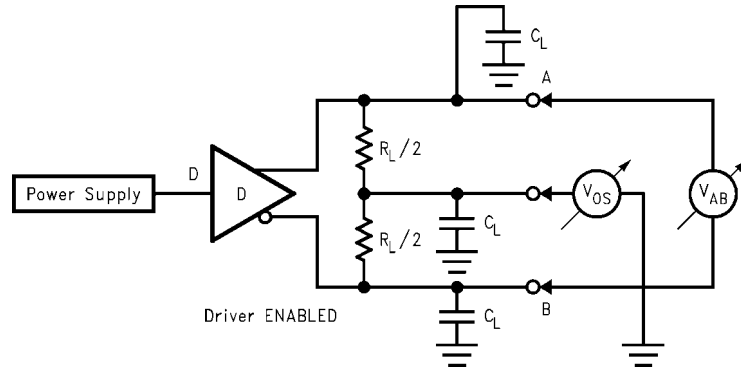 C_L
A
D
R_L/2
Power Supply
D
V_OS
V_AB
C_L
R_L/2
Driver ENABLED
C_L
B